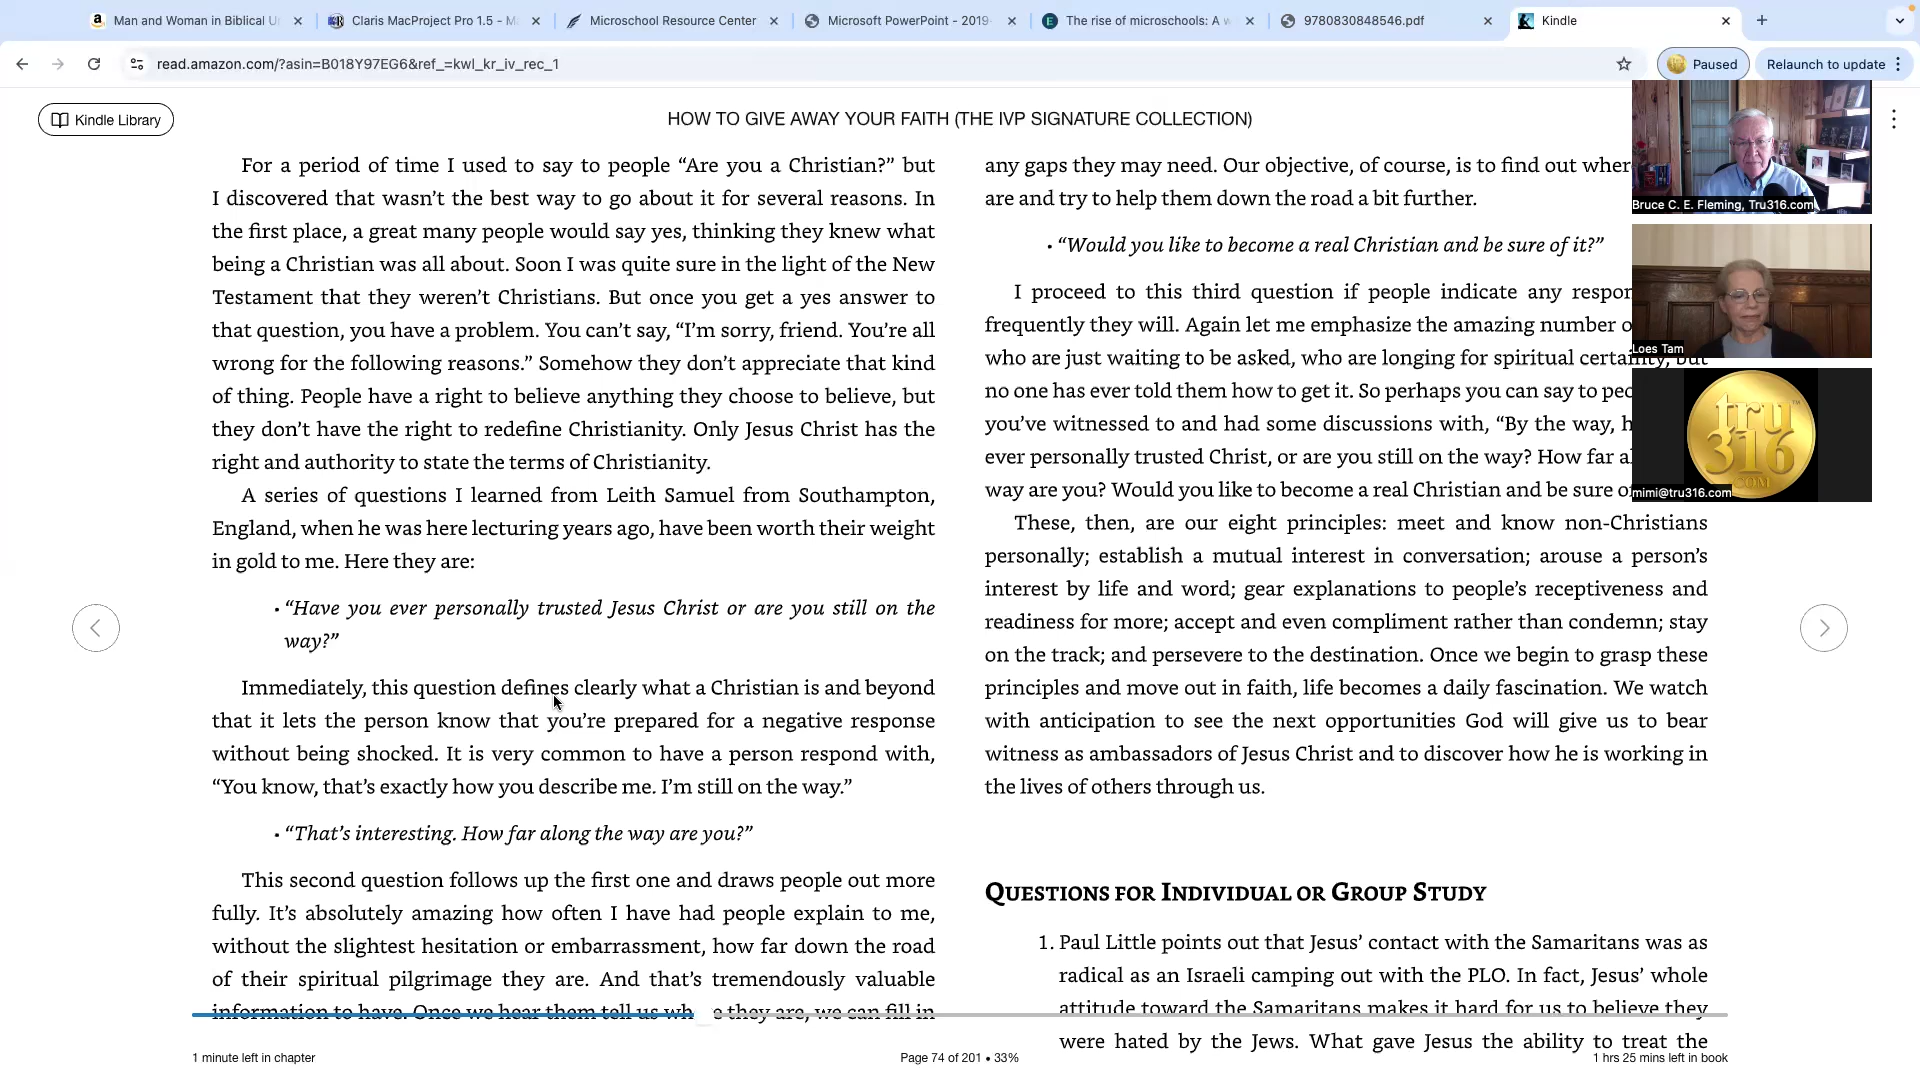 Man and Woman in Biblical U
Claris MacProject Pro 1.5 - M
Microschool Resource Center
Microsoft PowerPoint - 2019-
The rise of microschools: A w
9780830848546.pdf
Kindle
read.amazon.com/?asin=B018Y97EG6&ref_=kwl_kr_iv_rec_1
Paused
Relaunch to update
Kindle Library
HOW TO GIVE AWAY YOUR FAITH (THE IVP SIGNATURE COLLECTION)
For a period of time I used to say to people “Are you a Christian?” but
I discovered that wasn’t the best way to go about it for several reasons. In
the first place, a great many people would say yes, thinking they knew what
being a Christian was all about. Soon I was quite sure in the light of the New
Testament that they weren’t Christians. But once you get a yes answer to
that question, you have a problem. You can’t say, “I’m sorry, friend. You’re all
wrong for the following reasons.” Somehow they don’t appreciate that kind
of thing. People have a right to believe anything they choose to believe, but
they don’t have the right to redefine Christianity. Only Jesus Christ has the
right and authority to state the terms of Christianity.
A series of questions I learned from Leith Samuel from Southampton,
England, when he was here lecturing years ago, have been worth their weight
in gold to me. Here they are:
• “Have you ever personally trusted Jesus Christ or are you still on the
way?”
Immediately, this question defines clearly what a Christian is and beyond
that it lets the person know that you’re prepared for a negative response
without being shocked. It is very common to have a person respond with,
“You know, that’s exactly how you describe me. I’m still on the way.”
• “That’s interesting. How far along the way are you?”
This second question follows up the first one and draws people out more
fully. It’s absolutely amazing how often I have had people explain to me,
without the slightest hesitation or embarrassment, how far down the road
of their spiritual pilgrimage they are. And that’s tremendously valuable
information to have. Once we hear them tell us where they are, we can fill in
any gaps they may need. Our objective, of course, is to find out wher
are and try to help them down the road a bit further.
• “Would you like to become a real Christian and be sure of it?”
I proceed to this third question if people indicate any respon
frequently they will. Again let me emphasize the amazing number o
who are just waiting to be asked, who are longing for spiritual certainty, but
no one has ever told them how to get it. So perhaps you can say to peo
you’ve witnessed to and had some discussions with, “By the way, h
ever personally trusted Christ, or are you still on the way? How far al
way are you? Would you like to become a real Christian and be sure o
These, then, are our eight principles: meet and know non-Christians
personally; establish a mutual interest in conversation; arouse a person’s
interest by life and word; gear explanations to people’s receptiveness and
readiness for more; accept and even compliment rather than condemn; stay
on the track; and persevere to the destination. Once we begin to grasp these
principles and move out in faith, life becomes a daily fascination. We watch
with anticipation to see the next opportunities God will give us to bear
witness as ambassadors of Jesus Christ and to discover how he is working in
the lives of others through us.
QUESTIONS FOR INDIVIDUAL OR GROUP STUDY
1. Paul Little points out that Jesus’ contact with the Samaritans was as
radical as an Israeli camping out with the PLO. In fact, Jesus’ whole
attitude toward the Samaritans makes it hard for us to believe they
were hated by the Jews. What gave Jesus the ability to treat the
Bruce C. E. Fleming, Tru316.com
Loes Tam
tru
316
.COM
™
mimi@tru316.com
1 minute left in chapter
Page 74 of 201 • 33%
1 hrs 25 mins left in book